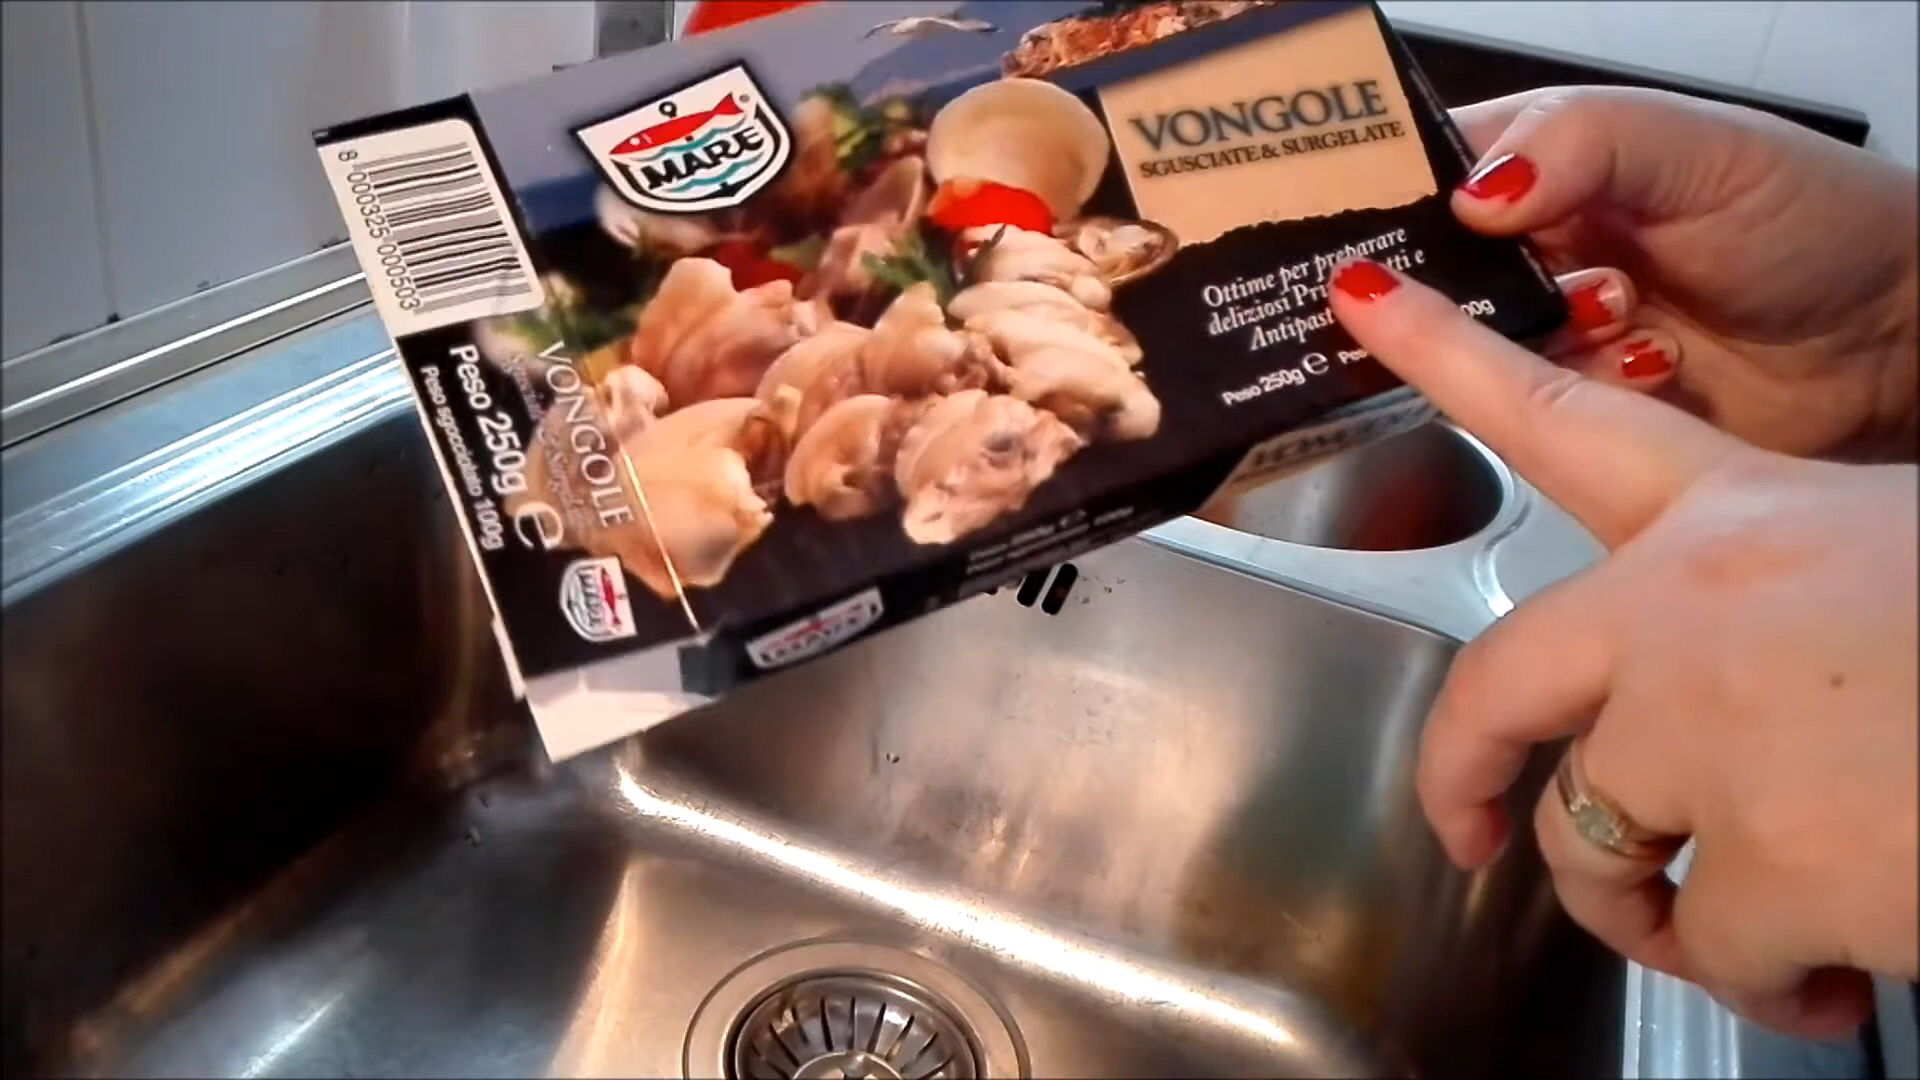 MARE
VONGOLE
SGUSCIATE & SURGELATE
Ottime per preparare
deliziosi
Peso 250g e
8 000325 000503
VONGOLE
Peso 250g e
Peso sgocciolato 100g
MARE
MARE